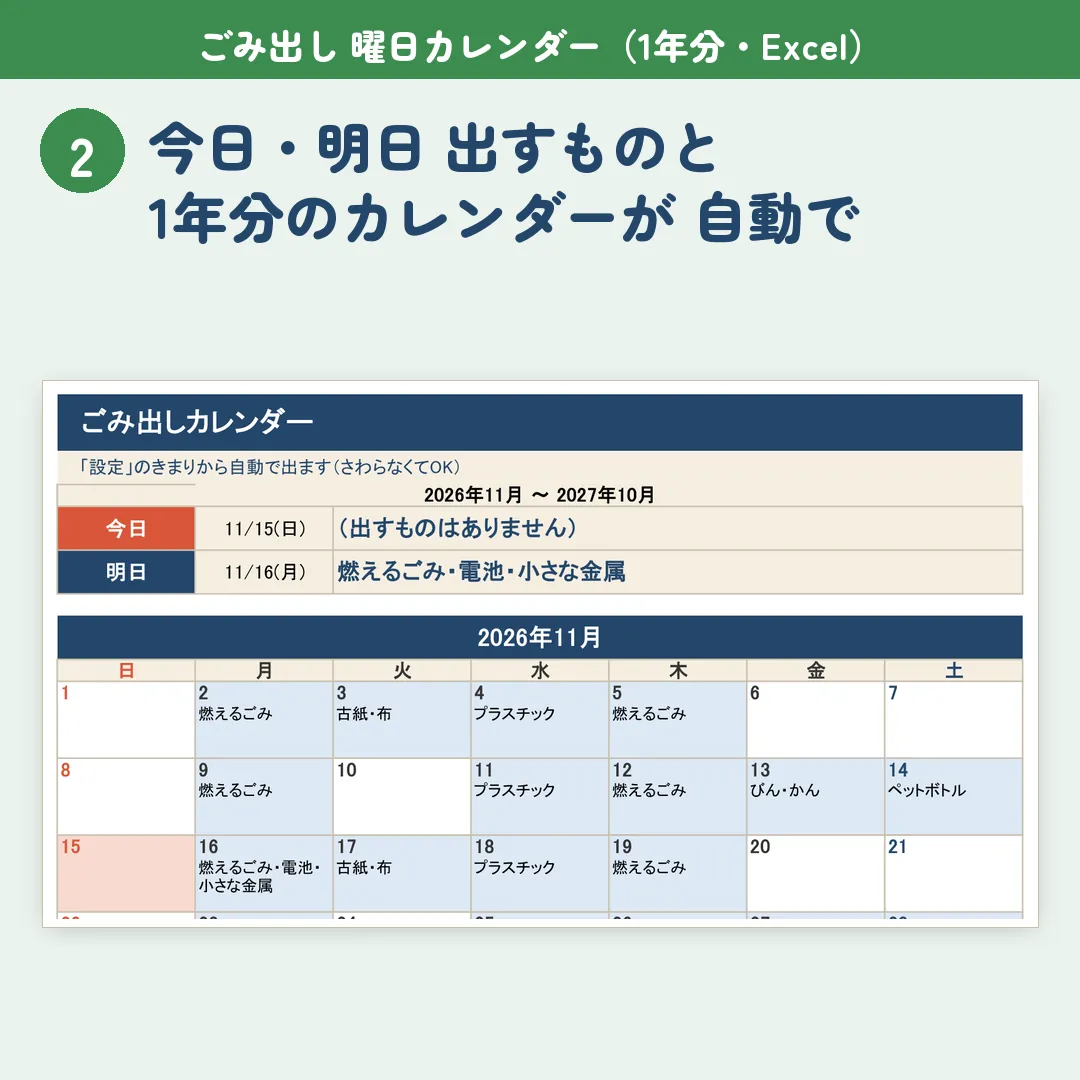 ごみ出し 曜日カレンダー（1年分・Excel）
2
今日・明日 出すものと
1年分のカレンダーが 自動で
ごみ出しカレンダー
「設定」のきまりから自動で出ます（さわらなくてOK）
2026年11月 ～ 2027年10月
今日 11/15(日) （出すものはありません）
明日 11/16(月) 燃えるごみ・電池・小さな金属
2026年11月
日 月 火 水 木 金 土
1 2 3 4 5 6 7
燃えるごみ 古紙・布 プラスチック 燃えるごみ
8 9 10 11 12 13 14
燃えるごみ プラスチック 燃えるごみ びん・かん ペットボトル
15 16 17 18 19 20 21
燃えるごみ・電池・ 古紙・布 プラスチック 燃えるごみ
小さな金属